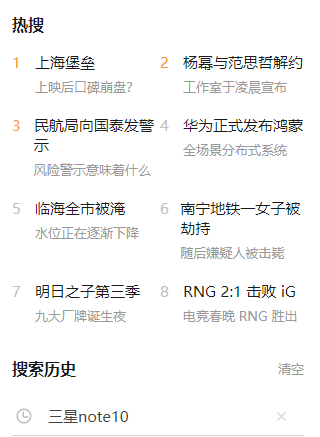 热搜
1 上海堡垒
上映后口碑崩盘?
2 杨幂与范思哲解约
工作室于凌晨宣布
3 民航局向国泰发警
示
风险警示意味着什么
4 华为正式发布鸿蒙
全场景分布式系统
5 临海全市被淹
水位正在逐渐下降
6 南宁地铁一女子被
劫持
随后嫌疑人被击毙
7 明日之子第三季
九大厂牌诞生夜
8 RNG 2:1 击败 iG
电竞春晚 RNG 胜出
搜索历史 清空
三星note10